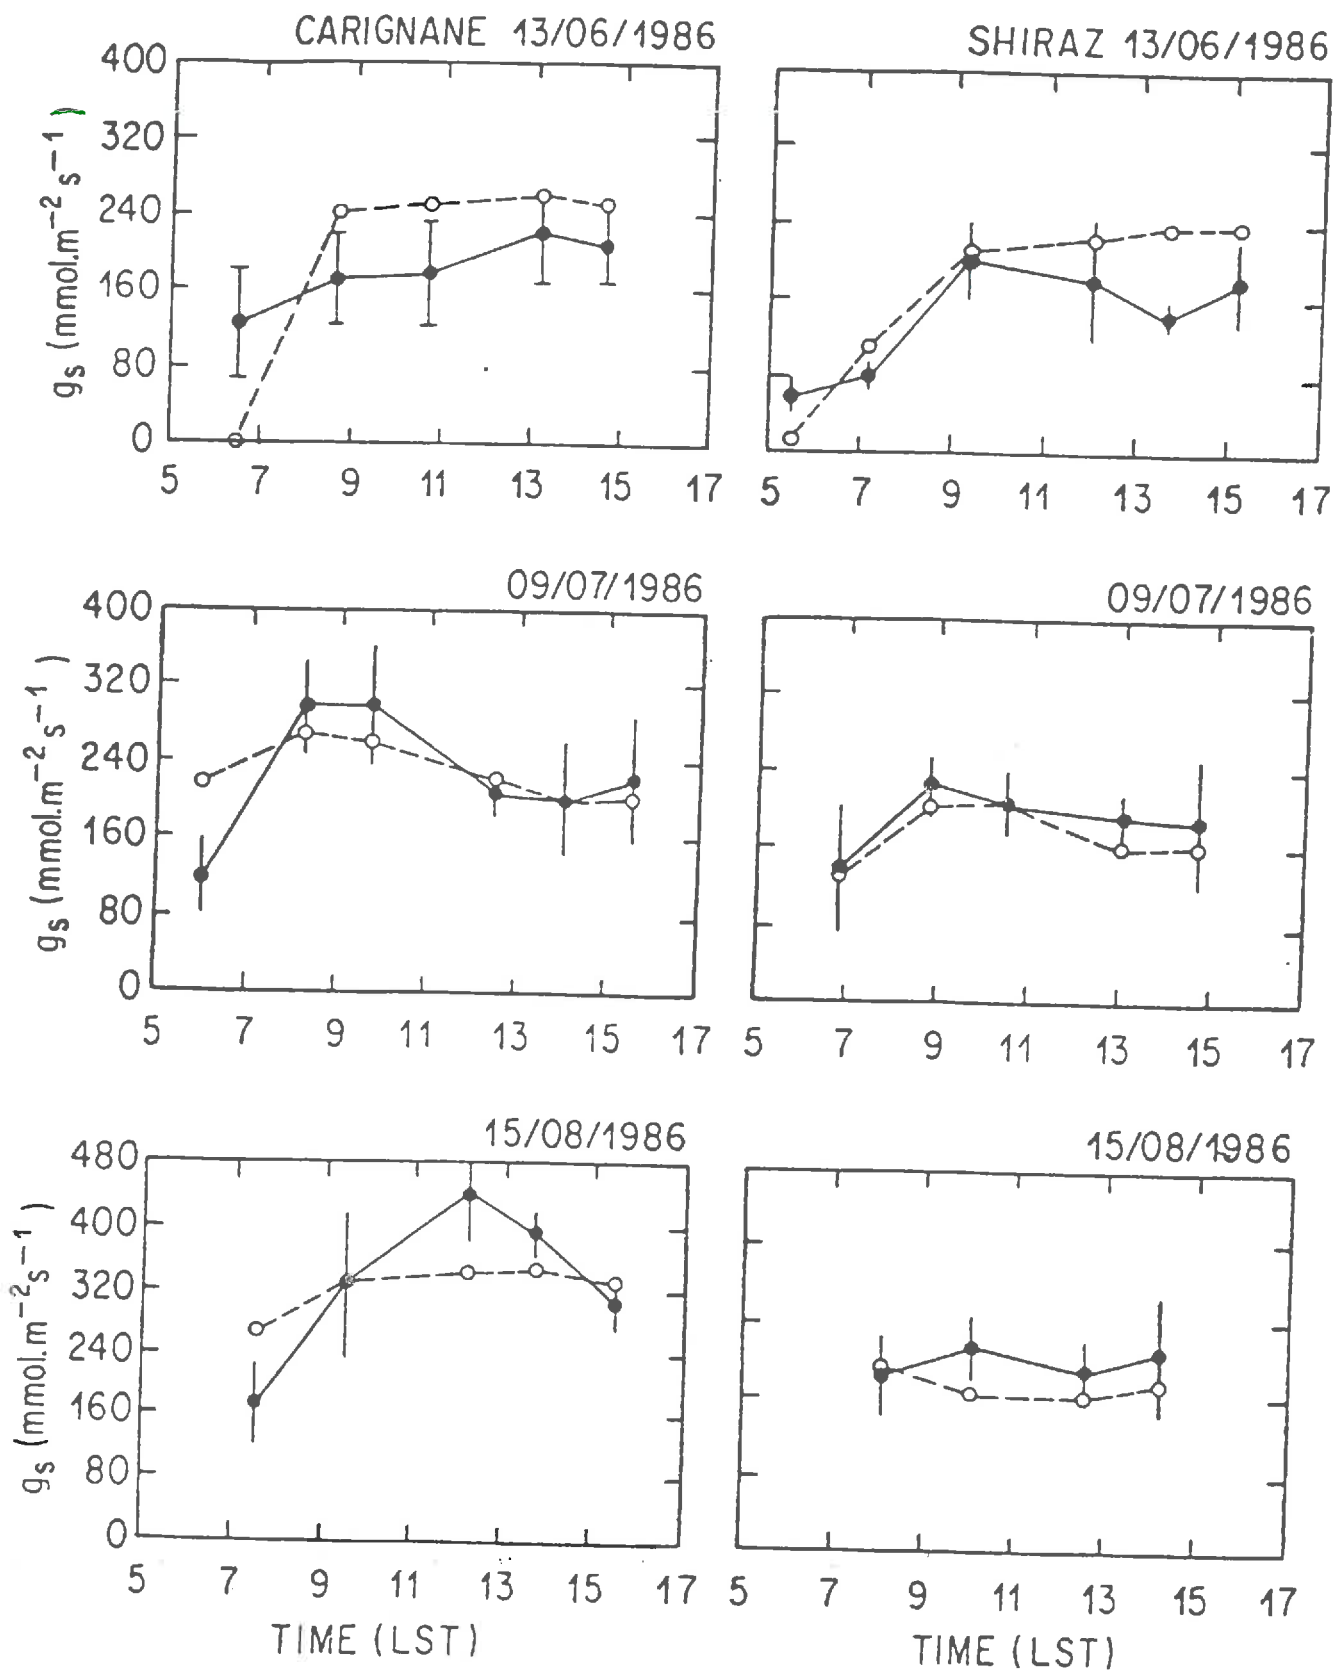 CARIGNANE 13/06/1986
SHIRAZ 13/06/1986
400
320
240
160
80
0
gs (mmol.m−2 s−1)
5 7 9 11 13 15 17
5 7 9 11 13 15 17
09/07/1986
09/07/1986
400
320
240
160
80
0
gs (mmol.m−2 s−1)
5 7 9 11 13 15 17
5 7 9 11 13 15 17
15/08/1986
15/08/1986
480
400
320
240
160
80
0
gs (mmol.m−2 s−1)
5 7 9 11 13 15 17
5 7 9 11 13 15 17
TIME (LST)
TIME (LST)